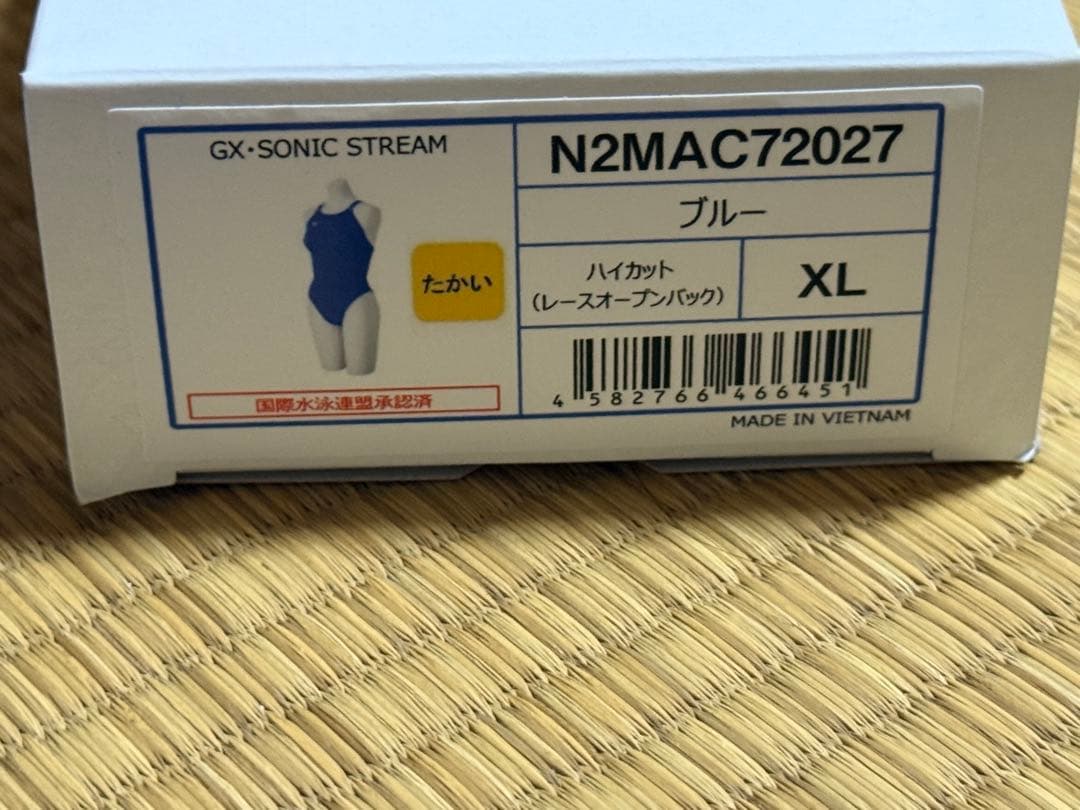 GX・SONIC STREAM
たかい
国際水泳連盟承認済
N2MAC72027
ブルー
ハイカット
(レースオープンバック)
XL
4 582766 466451
MADE IN VIETNAM